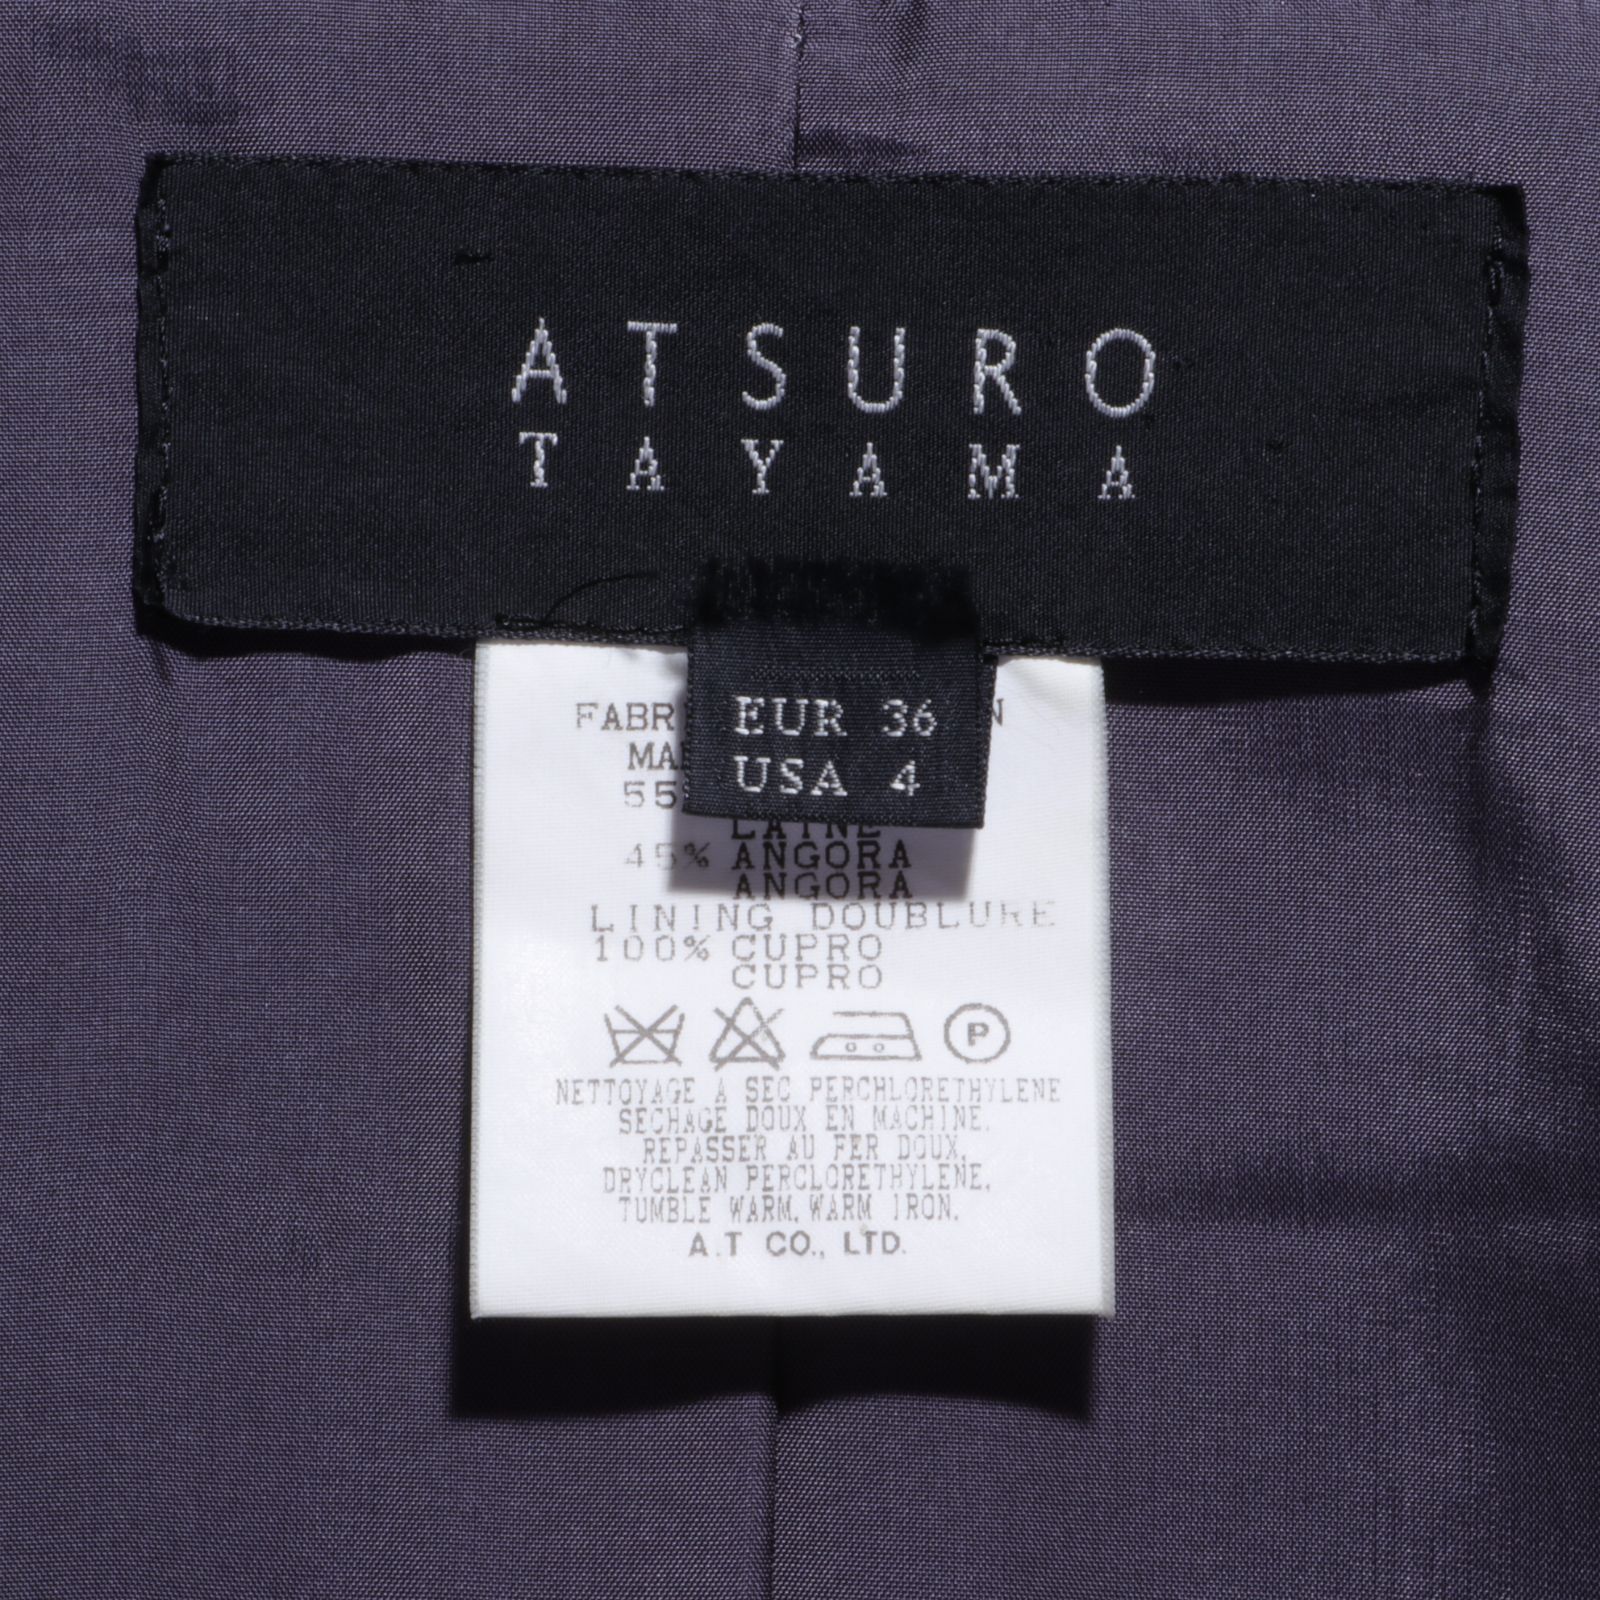 ATSURO
TAYAMA
EUR 36
USA 4
FABRI
MA
55
LAINE
45% ANGORA
ANGORA
LINING DOUBLURE
100% CUPRO
CUPRO
P
NETTOYAGE A SEC PERCHLORETHYLENE
SECHAGE DOUX EN MACHINE.
REPASSER AU FER DOUX.
DRYCLEAN PERCLORETHYLENE.
TUMBLE WARM. WARM IRON.
A.T CO., LTD.